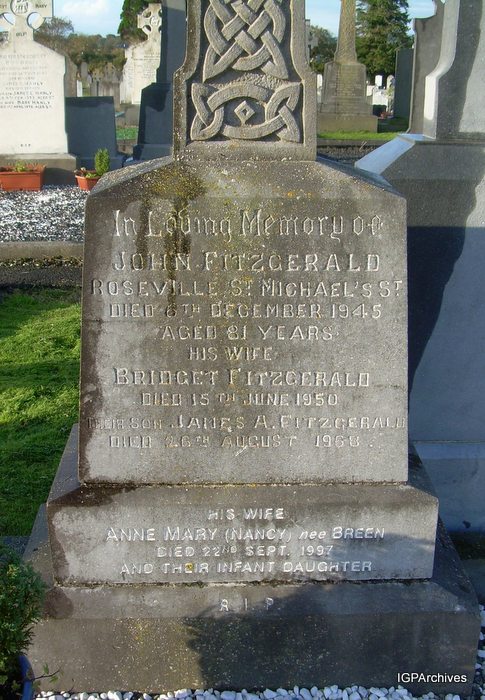 In Loving Memory of
JOHN FITZGERALD
ROSEVILLE ST MICHAEL'S ST
DIED 6TH DECEMBER 1945
AGED 81 YEARS
HIS WIFE
BRIDGET FITZGERALD
DIED 15TH JUNE 1950
THEIR SON JAMES A. FITZGERALD
DIED 26TH AUGUST 1968
HIS WIFE
ANNE MARY (NANCY) nee BREEN
DIED 22ND SEPT. 1997
AND THEIR INFANT DAUGHTER
R I P
IGPArchives